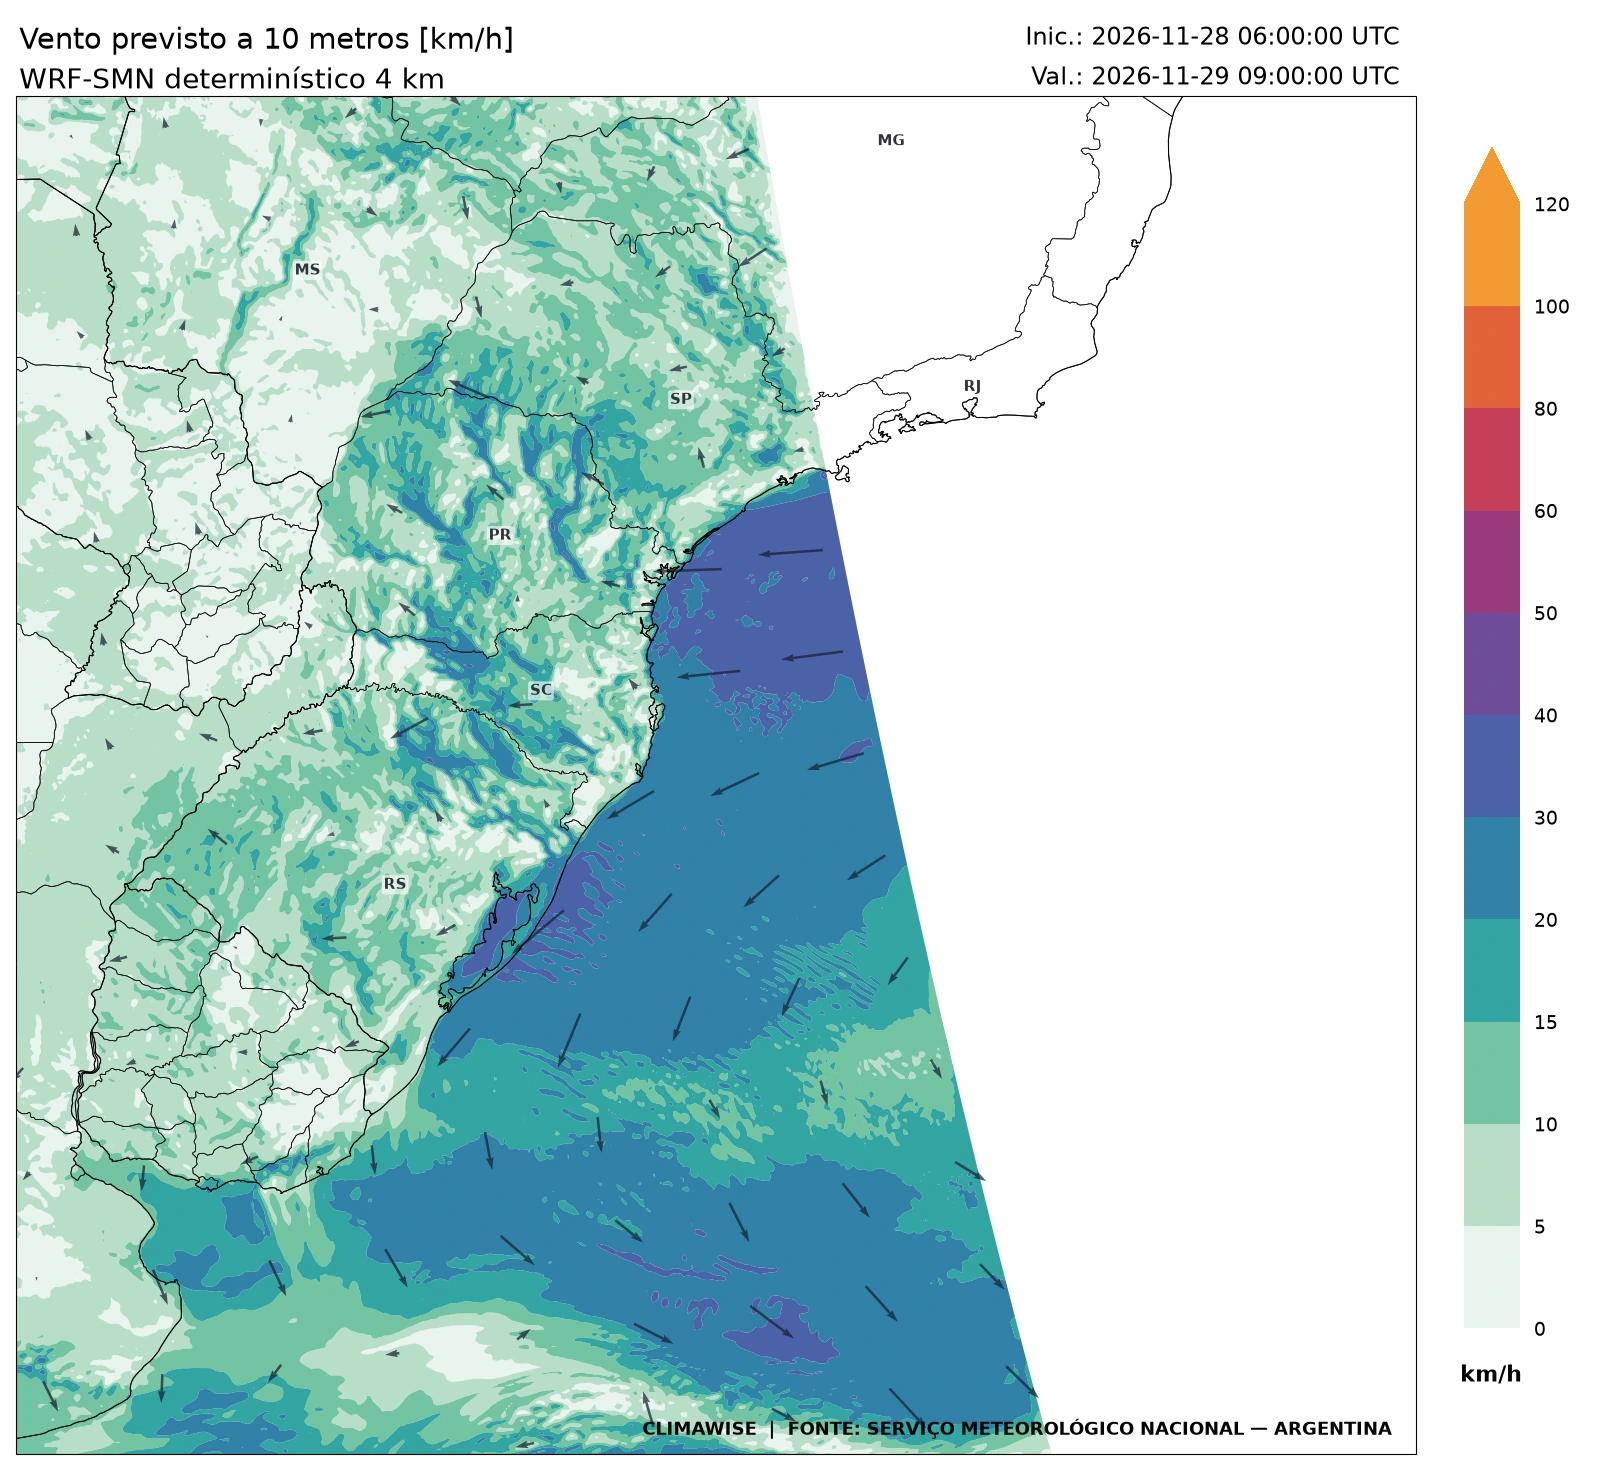 Vento previsto a 10 metros [km/h]
WRF-SMN determinístico 4 km
Inic.: 2026-11-28 06:00:00 UTC
Val.: 2026-11-29 09:00:00 UTC
MG
MS
RJ
SP
PR
SC
RS
120
100
80
60
50
40
30
20
15
10
5
0
km/h
CLIMAWISE | FONTE: SERVIÇO METEOROLÓGICO NACIONAL — ARGENTINA